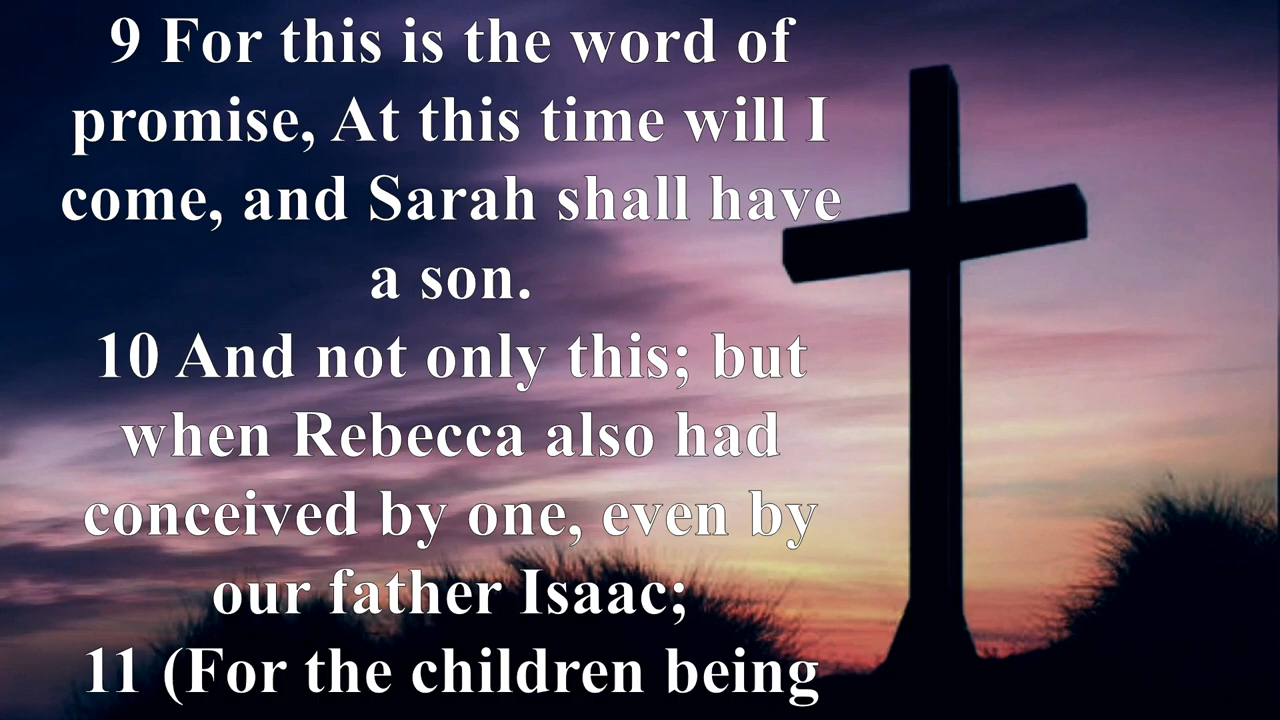 9 For this is the word of
promise, At this time will I
come, and Sarah shall have
a son.
10 And not only this; but
when Rebecca also had
conceived by one, even by
our father Isaac;
11 (For the children being